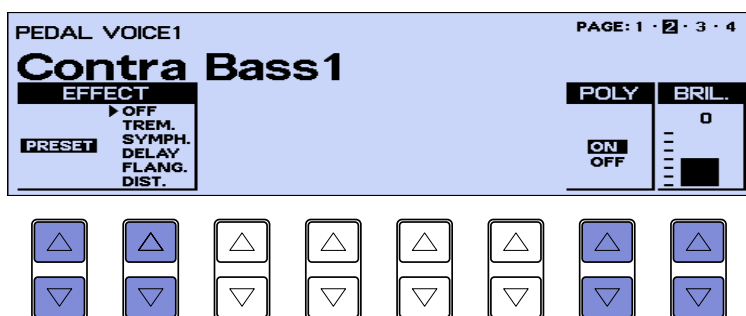 PEDAL VOICE1
PAGE: 1 · 2 · 3 · 4
Contra Bass1
EFFECT
PRESET
OFF
TREM.
SYMPH.
DELAY
FLANG.
DIST.
POLY
ON
OFF
BRIL.
0